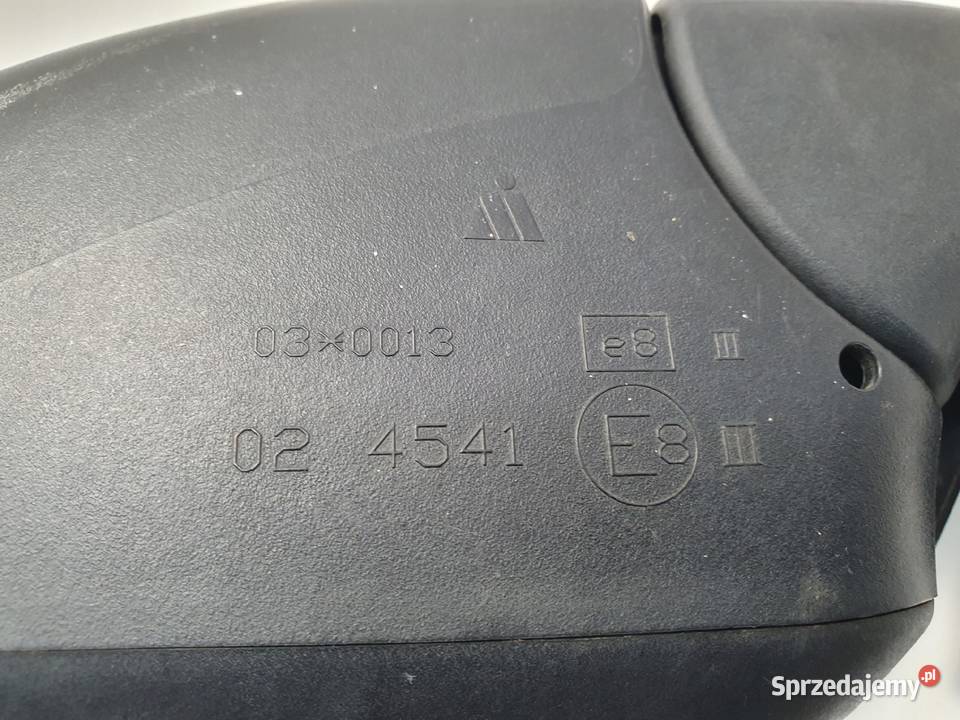 03*0013 e8 III
02 4541 E8 III
Sprzedajemy.pl